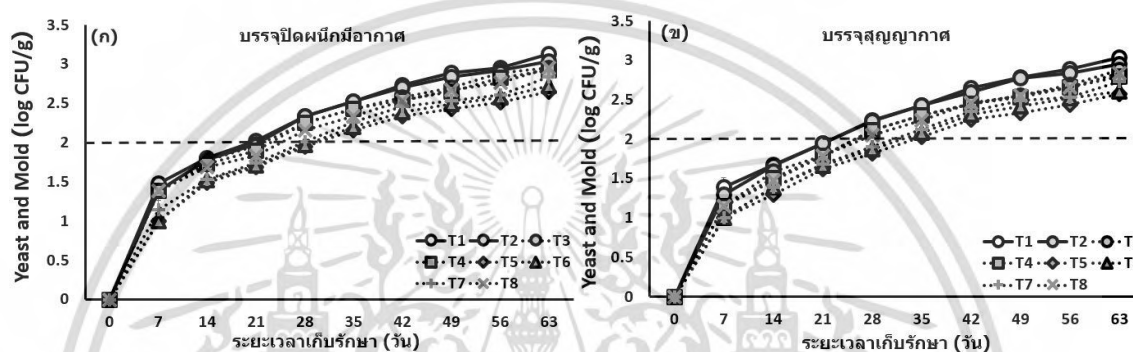 (ก) บรรจุปิดผนึกมีอากาศ
Yeast and Mold (log CFU/g)
3.5
3
2.5
2
1.5
1
0.5
0
T1 T2 T3
T4 T5 T6
T7 T8
0 7 14 21 28 35 42 49 56 63
ระยะเวลาเก็บรักษา (วัน)
(ข) บรรจุสุญญากาศ
Yeast and Mold (log CFU/g)
3.5
3
2.5
2
1.5
1
0.5
0
T1 T2 T
T4 T5 T
T7 T8
0 7 14 21 28 35 42 49 56 63
ระยะเวลาเก็บรักษา (วัน)